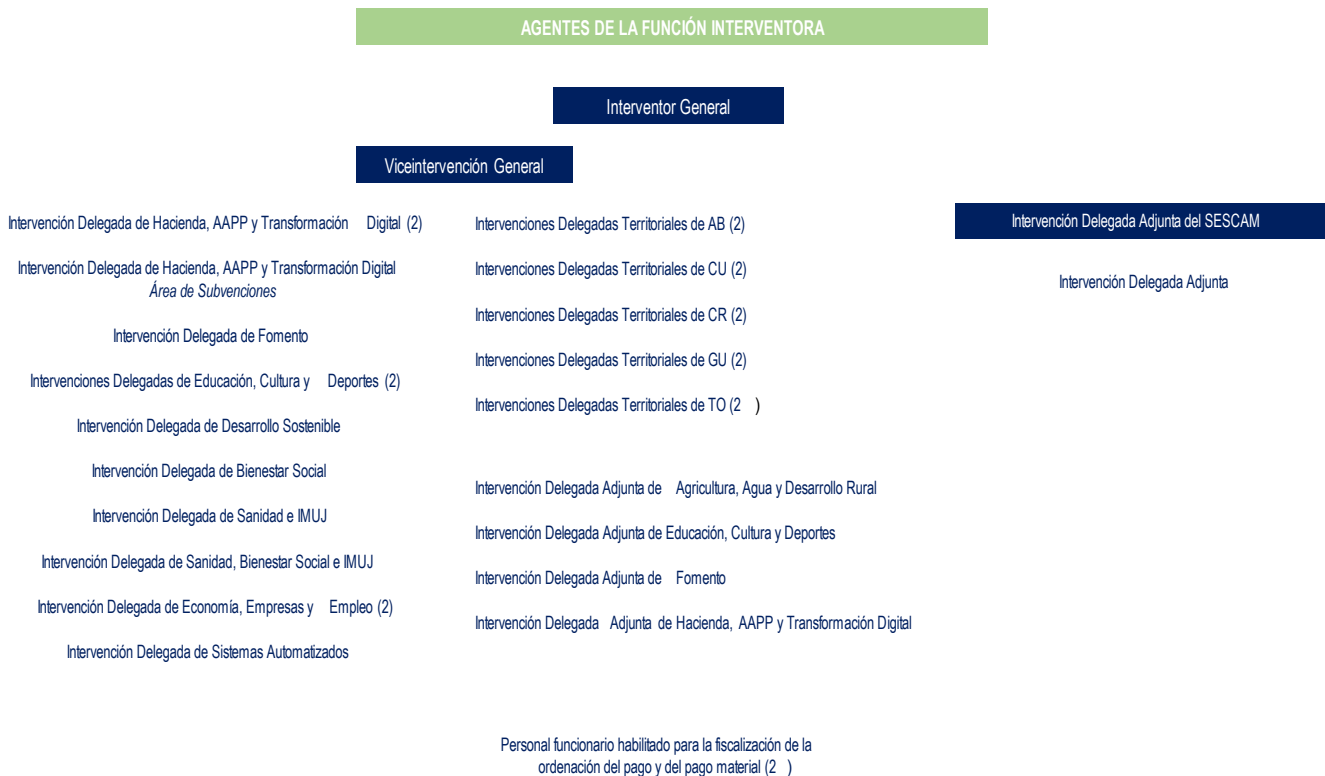 AGENTES DE LA FUNCIÓN INTERVENTORA
Interventor General
Viceintervención General
Intervención Delegada de Hacienda, AAPP y Transformación Digital (2)
Intervención Delegada de Hacienda, AAPP y Transformación Digital
Área de Subvenciones
Intervención Delegada de Fomento
Intervenciones Delegadas de Educación, Cultura y Deportes (2)
Intervención Delegada de Desarrollo Sostenible
Intervención Delegada de Bienestar Social
Intervención Delegada de Sanidad e IMUJ
Intervención Delegada de Sanidad, Bienestar Social e IMUJ
Intervención Delegada de Economía, Empresas y Empleo (2)
Intervención Delegada de Sistemas Automatizados
Intervenciones Delegadas Territoriales de AB (2)
Intervenciones Delegadas Territoriales de CU (2)
Intervenciones Delegadas Territoriales de CR (2)
Intervenciones Delegadas Territoriales de GU (2)
Intervenciones Delegadas Territoriales de TO (2 )
Intervención Delegada Adjunta de Agricultura, Agua y Desarrollo Rural
Intervención Delegada Adjunta de Educación, Cultura y Deportes
Intervención Delegada Adjunta de Fomento
Intervención Delegada Adjunta de Hacienda, AAPP y Transformación Digital
Intervención Delegada Adjunta del SESCAM
Intervención Delegada Adjunta
Personal funcionario habilitado para la fiscalización de la
ordenación del pago y del pago material (2 )